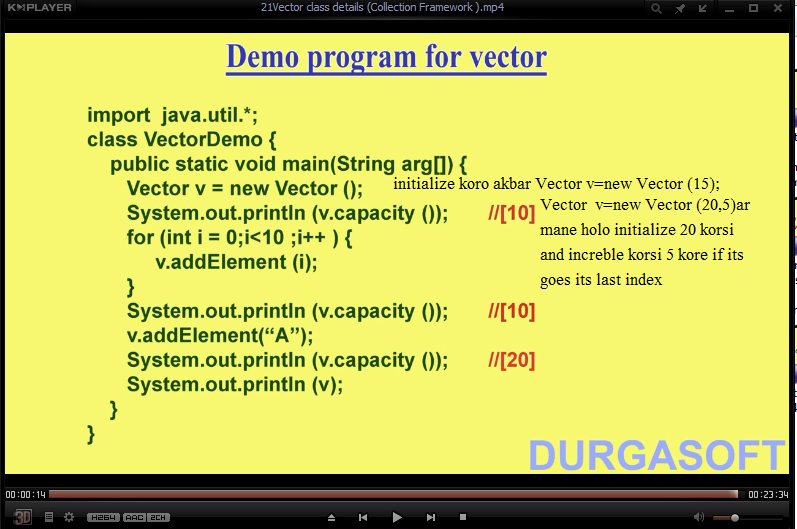 KMPLAYER
21Vector class details (Collection Framework ).mp4
Demo program for vector
import java.util.*;
class VectorDemo {
public static void main(String arg[]) {
Vector v = new Vector ();
initialize koro akbar Vector v=new Vector (15);
System.out.println (v.capacity ()); //[10]
Vector v=new Vector (20,5)ar
mane holo initialize 20 korsi
and increble korsi 5 kore if its
goes its last index
for (int i = 0;i<10 ;i++ ) {
v.addElement (i);
}
System.out.println (v.capacity ()); //[10]
v.addElement(“A”);
System.out.println (v.capacity ()); //[20]
System.out.println (v);
}
}
DURGASOFT
00:00:14
00:23:34
3D H264 AAC 2CH